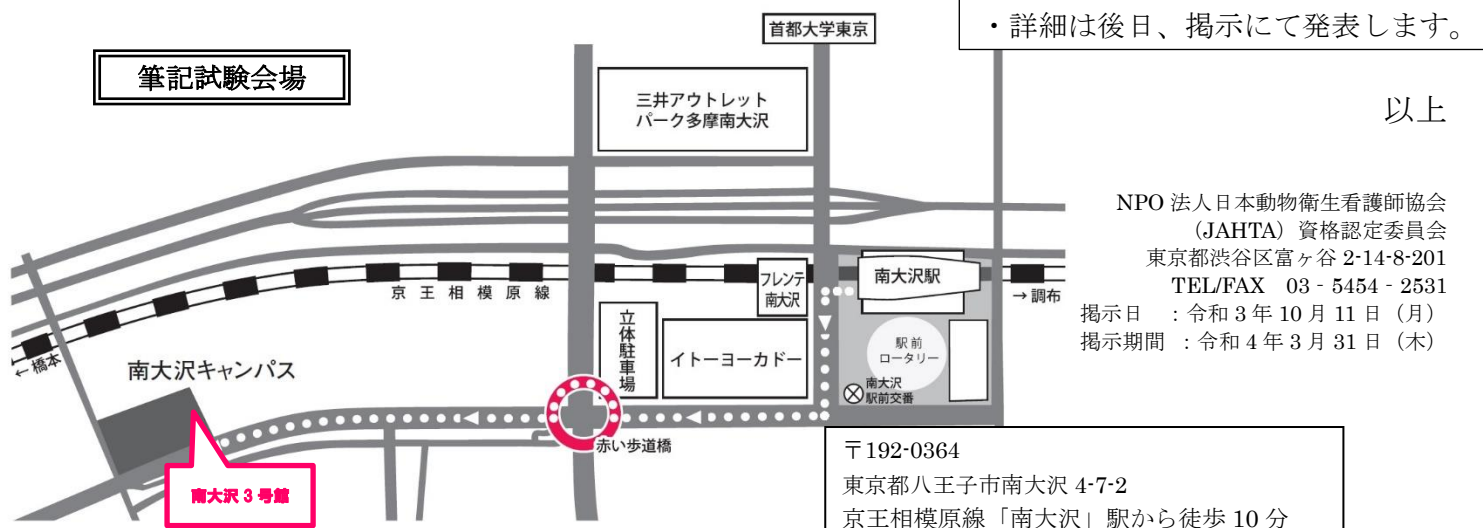 首都大学東京
・詳細は後日、掲示にて発表します。
筆記試験会場
三井アウトレット
パーク多摩南大沢
以上
NPO 法人日本動物衛生看護師協会
（JAHTA）資格認定委員会
東京都渋谷区富ヶ谷 2-14-8-201
TEL/FAX　03 - 5454 - 2531
掲示日　：令和 3 年 10 月 11 日（月）
掲示期間　：令和 4 年 3 月 31 日（木）
フレンテ
南大沢
南大沢駅
京王相模原線
→調布
立体駐車場
イトーヨーカドー
駅前
ロータリー
←橋本
南大沢キャンパス
南大沢
駅前交番
赤い歩道橋
南大沢 3 号館
〒192-0364
東京都八王子市南大沢 4-7-2
京王相模原線「南大沢」駅から徒歩 10 分